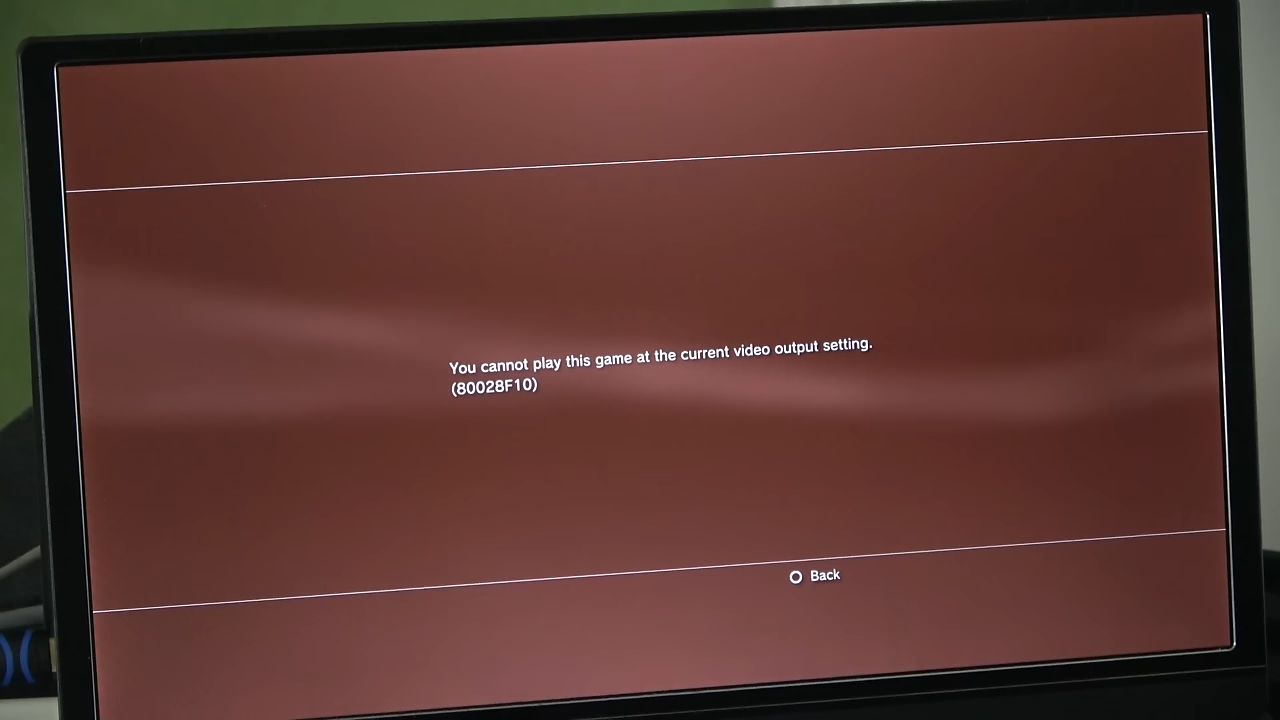 You cannot play this game at the current video output setting.
(80028F10)
Back